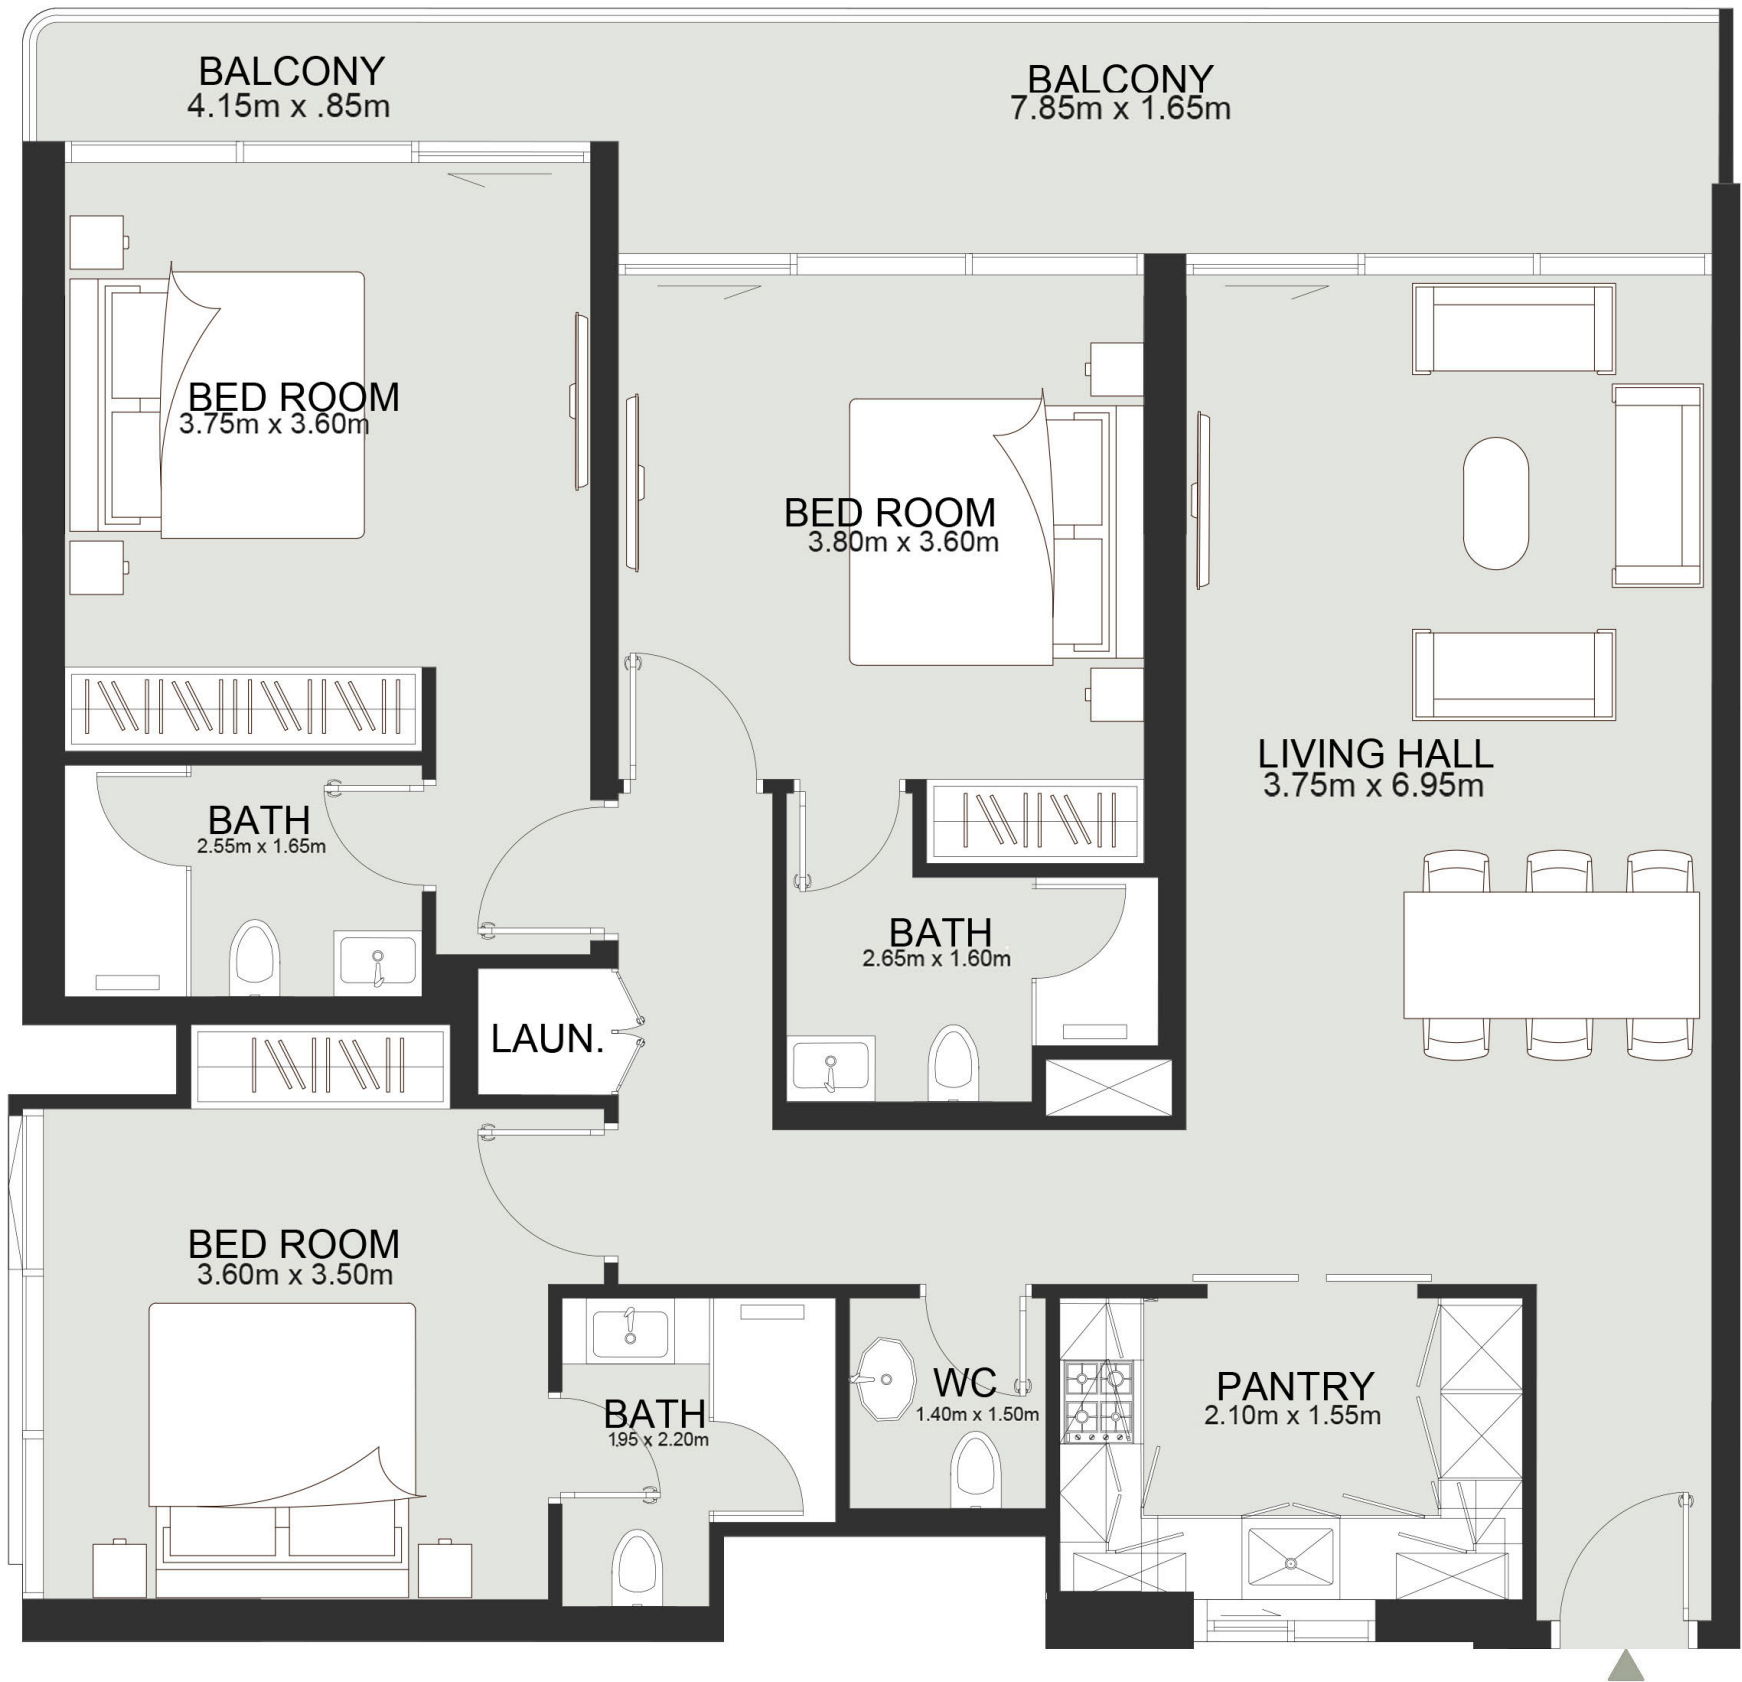 BALCONY
4.15m x .85m
BALCONY
7.85m x 1.65m
BED ROOM
3.75m x 3.60m
BED ROOM
3.80m x 3.60m
LIVING HALL
3.75m x 6.95m
BATH
2.55m x 1.65m
BATH
2.65m x 1.60m
LAUN.
BED ROOM
3.60m x 3.50m
BATH
1.95 x 2.20m
WC
1.40m x 1.50m
PANTRY
2.10m x 1.55m